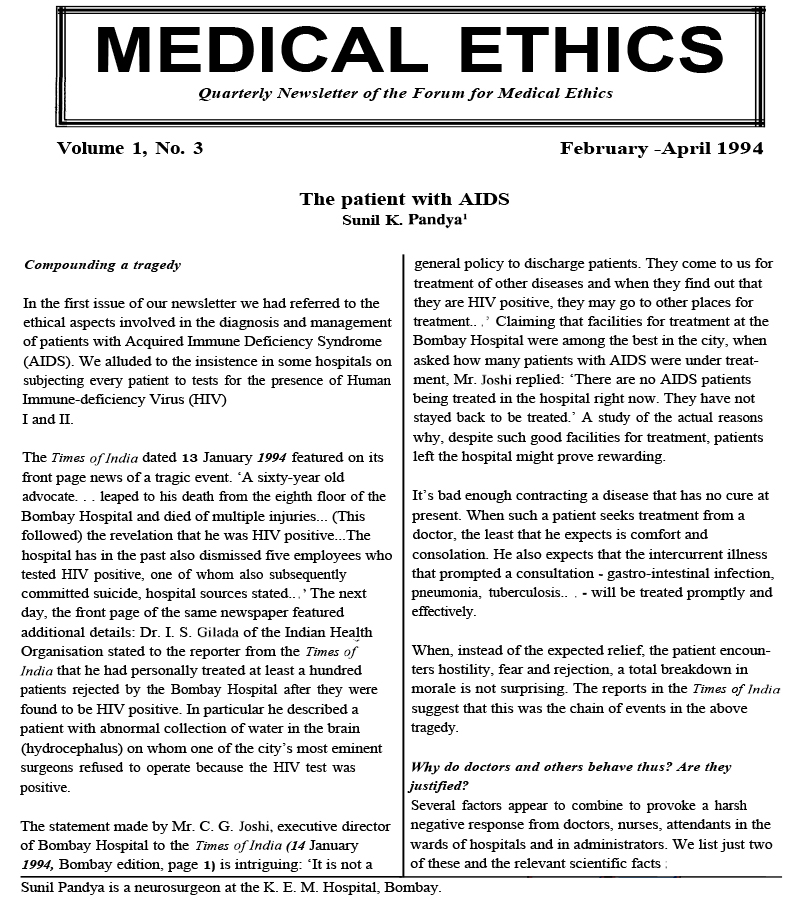 MEDICAL ETHICS
Quarterly Newsletter of the Forum for Medical Ethics
Volume 1, No. 3
February -April 1994
The patient with AIDS
Sunil K. Pandya¹
Compounding a tragedy
In the first issue of our newsletter we had referred to the
ethical aspects involved in the diagnosis and management
of patients with Acquired Immune Deficiency Syndrome
(AIDS). We alluded to the insistence in some hospitals on
subjecting every patient to tests for the presence of Human
Immune-deficiency Virus (HIV)
I and II.
The Times of India dated 13 January 1994 featured on its
front page news of a tragic event. ‘A sixty-year old
advocate. . . leaped to his death from the eighth floor of the
Bombay Hospital and died of multiple injuries... (This
followed) the revelation that he was HIV positive...The
hospital has in the past also dismissed five employees who
tested HIV positive, one of whom also subsequently
committed suicide, hospital sources stated...’ The next
day, the front page of the same newspaper featured
additional details: Dr. I. S. Gilada of the Indian Health
Organisation stated to the reporter from the Times of
India that he had personally treated at least a hundred
patients rejected by the Bombay Hospital after they were
found to be HIV positive. In particular he described a
patient with abnormal collection of water in the brain
(hydrocephalus) on whom one of the city’s most eminent
surgeons refused to operate because the HIV test was
positive.
The statement made by Mr. C. G. Joshi, executive director
of Bombay Hospital to the Times of India (14 January
1994, Bombay edition, page 1) is intriguing: ‘It is not a
general policy to discharge patients. They come to us for
treatment of other diseases and when they find out that
they are HIV positive, they may go to other places for
treatment.. .’ Claiming that facilities for treatment at the
Bombay Hospital were among the best in the city, when
asked how many patients with AIDS were under treat-
ment, Mr. Joshi replied: ‘There are no AIDS patients
being treated in the hospital right now. They have not
stayed back to be treated.’ A study of the actual reasons
why, despite such good facilities for treatment, patients
left the hospital might prove rewarding.
It’s bad enough contracting a disease that has no cure at
present. When such a patient seeks treatment from a
doctor, the least that he expects is comfort and
consolation. He also expects that the intercurrent illness
that prompted a consultation - gastro-intestinal infection,
pneumonia, tuberculosis.. . - will be treated promptly and
effectively.
When, instead of the expected relief, the patient encoun-
ters hostility, fear and rejection, a total breakdown in
morale is not surprising. The reports in the Times of India
suggest that this was the chain of events in the above
tragedy.
Why do doctors and others behave thus? Are they
justified?
Several factors appear to combine to provoke a harsh
negative response from doctors, nurses, attendants in the
wards of hospitals and in administrators. We list just two
of these and the relevant scientific facts :
Sunil Pandya is a neurosurgeon at the K. E. M. Hospital, Bombay.